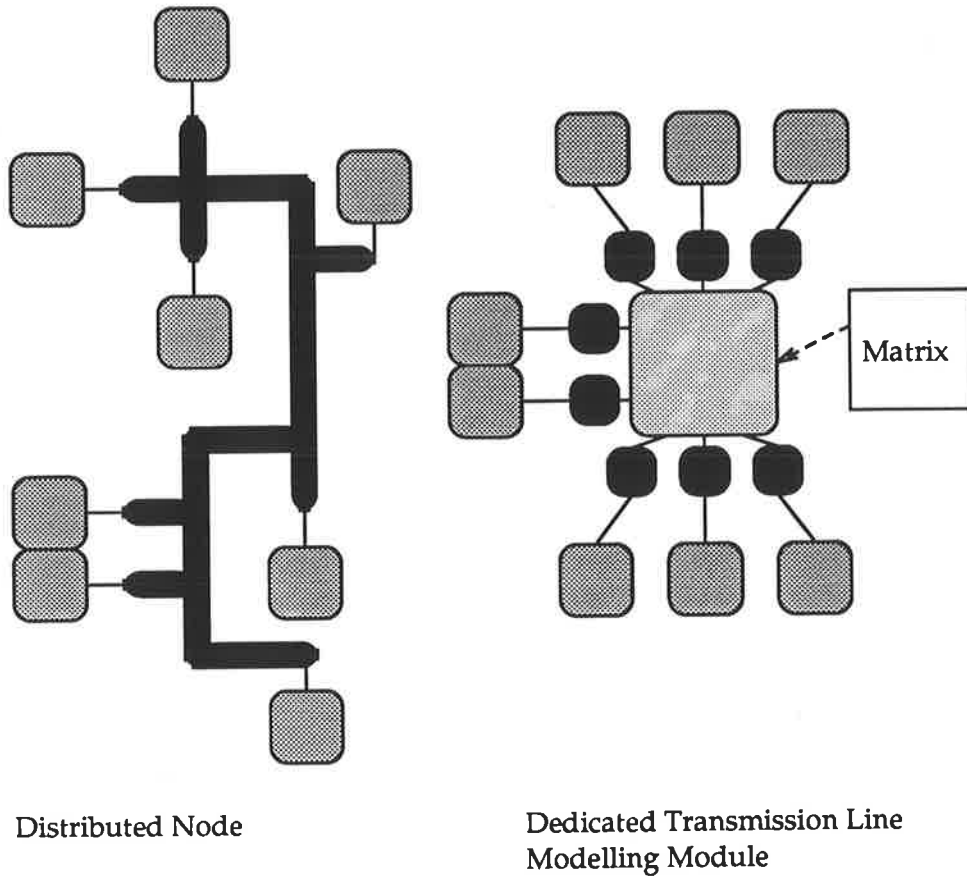 Matrix
Distributed Node
Dedicated Transmission Line
Modelling Module